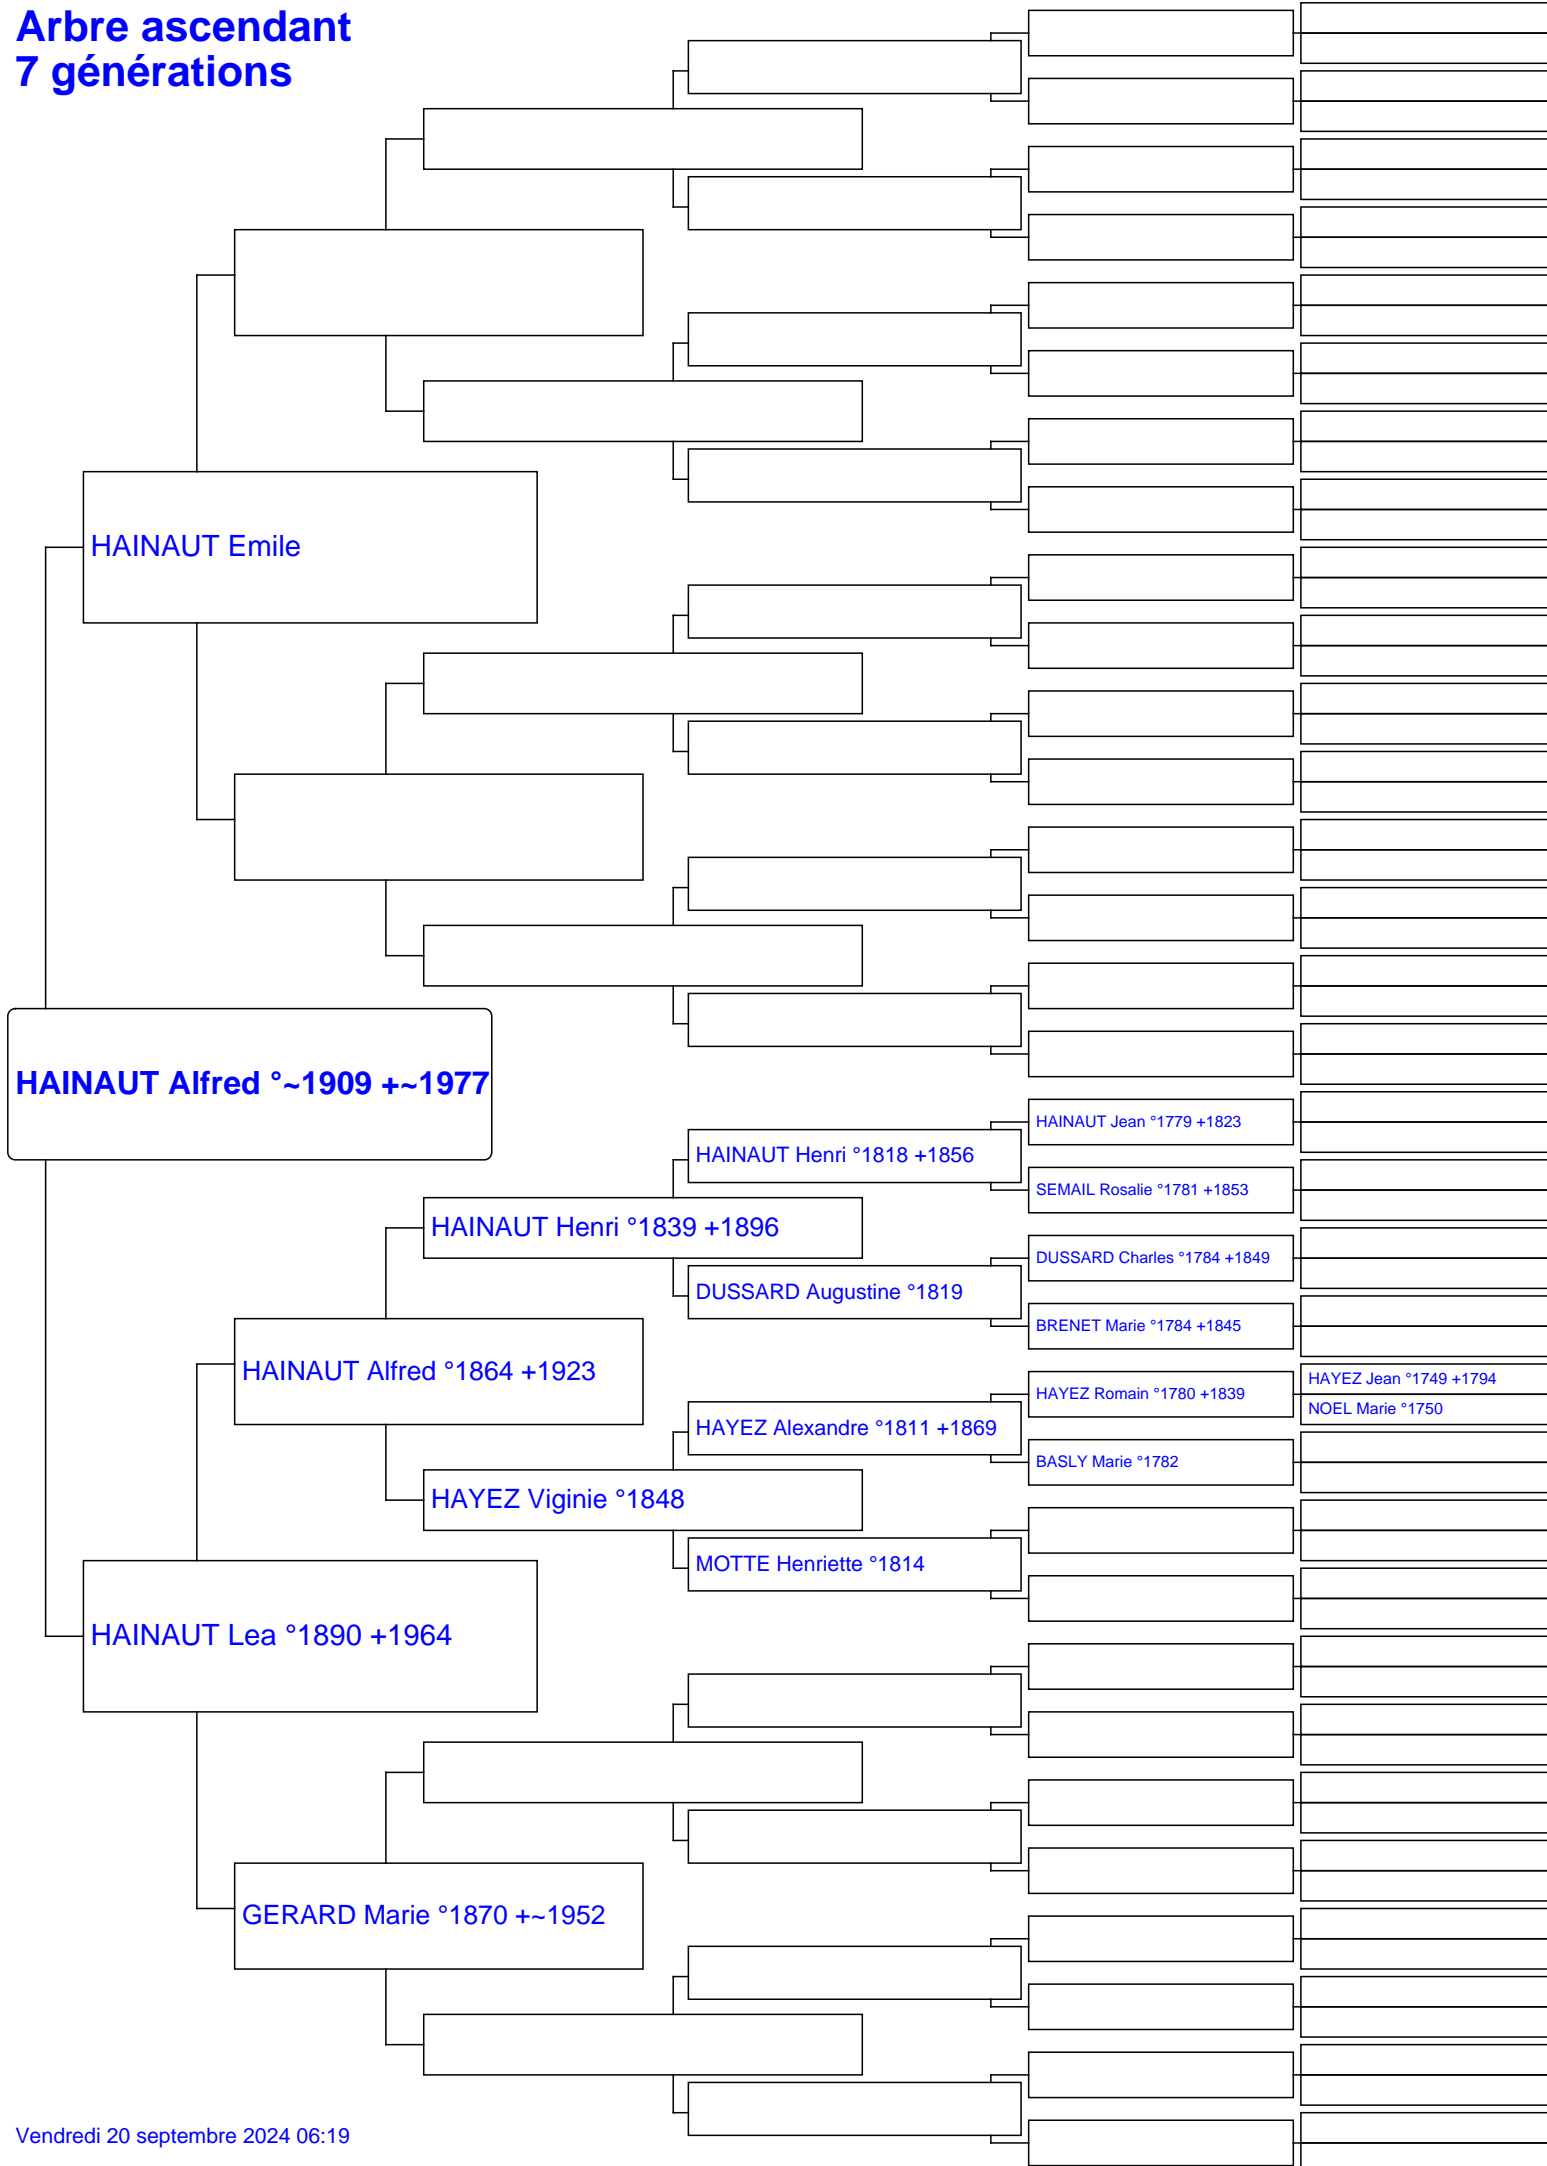 Arbre ascendant
7 générations
HAINAUT Emile
HAINAUT Alfred °~1909 +~1977
HAINAUT Jean °1779 +1823
HAINAUT Henri °1818 +1856
SEMAIL Rosalie °1781 +1853
HAINAUT Henri °1839 +1896
DUSSARD Charles °1784 +1849
DUSSARD Augustine °1819
BRENET Marie °1784 +1845
HAINAUT Alfred °1864 +1923
HAYEZ Jean °1749 +1794
HAYEZ Romain °1780 +1839
NOEL Marie °1750
HAYEZ Alexandre °1811 +1869
BASLY Marie °1782
HAYEZ Viginie °1848
MOTTE Henriette °1814
HAINAUT Lea °1890 +1964
GERARD Marie °1870 +~1952
Vendredi 20 septembre 2024 06:19